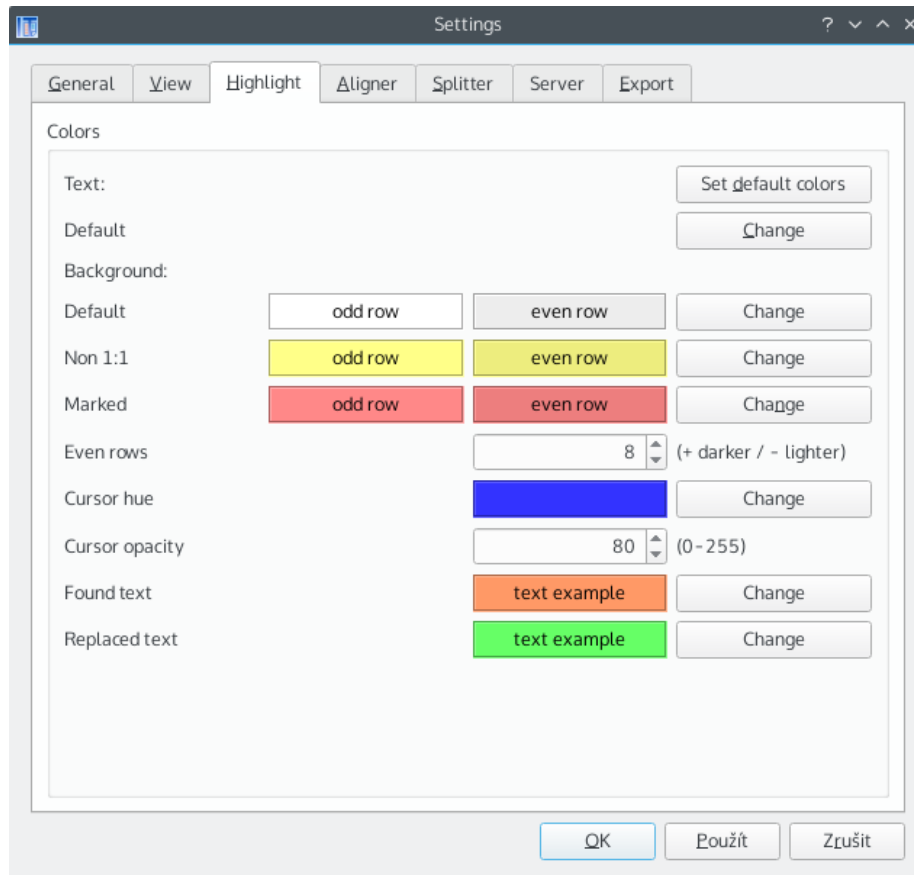 Settings
General View Highlight Aligner Splitter Server Export
Colors
Text: Set default colors
Default Change
Background:
Default odd row even row Change
Non 1:1 odd row even row Change
Marked odd row even row Change
Even rows 8 (+ darker / - lighter)
Cursor hue Change
Cursor opacity 80 (0-255)
Found text text example Change
Replaced text text example Change
OK Použít Zrušit